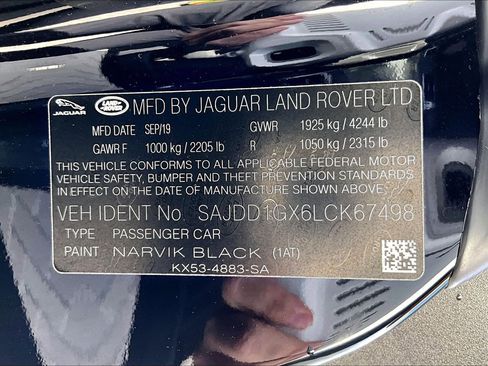 JAGUAR LAND-ROVER MFD BY JAGUAR LAND ROVER LTD
MFD DATE SEP/19 GVWR 1925 kg / 4244 lb
GAWR F 1000 kg / 2205 lb R 1050 kg / 2315 lb
THIS VEHICLE CONFORMS TO ALL APPLICABLE FEDERAL MOTOR
VEHICLE SAFETY, BUMPER AND THEFT PREVENTION STANDARDS
IN EFFECT ON THE DATE OF MANUFACTURE SHOWN ABOVE.
VEH IDENT No. SAJDD1GX6LCK67498
TYPE PASSENGER CAR
PAINT NARVIK BLACK (1AT)
KX53-4883-SA